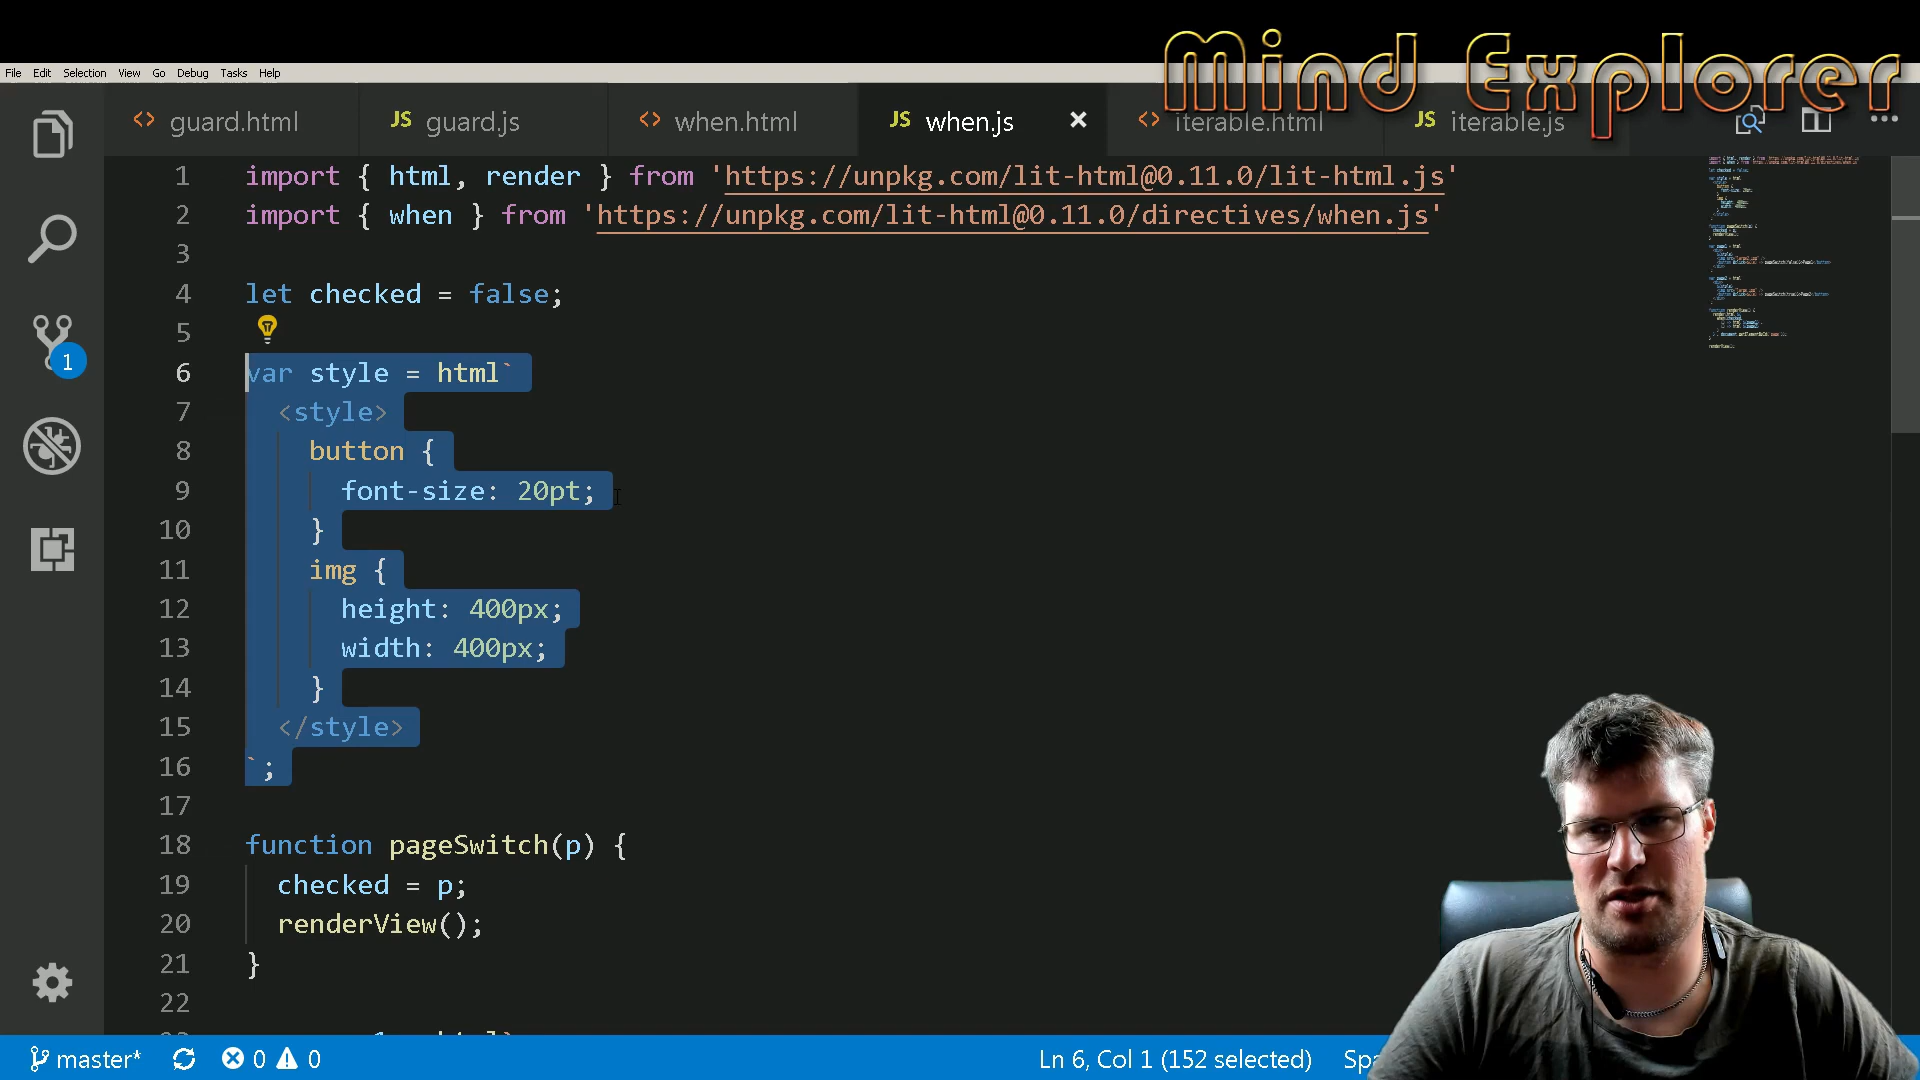 Mind Explorer
File Edit Selection View Go Debug Tasks Help
<> guard.html JS guard.js <> when.html JS when.js × <> iterable.html JS iterable.js
1 import { html, render } from 'https://unpkg.com/lit-html@0.11.0/lit-html.js'
2 import { when } from 'https://unpkg.com/lit-html@0.11.0/directives/when.js'
3
4 let checked = false;
5
6 var style = html`
7 <style>
8 button {
9 font-size: 20pt;
10 }
11 img {
12 height: 400px;
13 width: 400px;
14 }
15 </style>
16 `;
17
18 function pageSwitch(p) {
19 checked = p;
20 renderView();
21 }
22
1
master* 0 0 Ln 6, Col 1 (152 selected) Spa